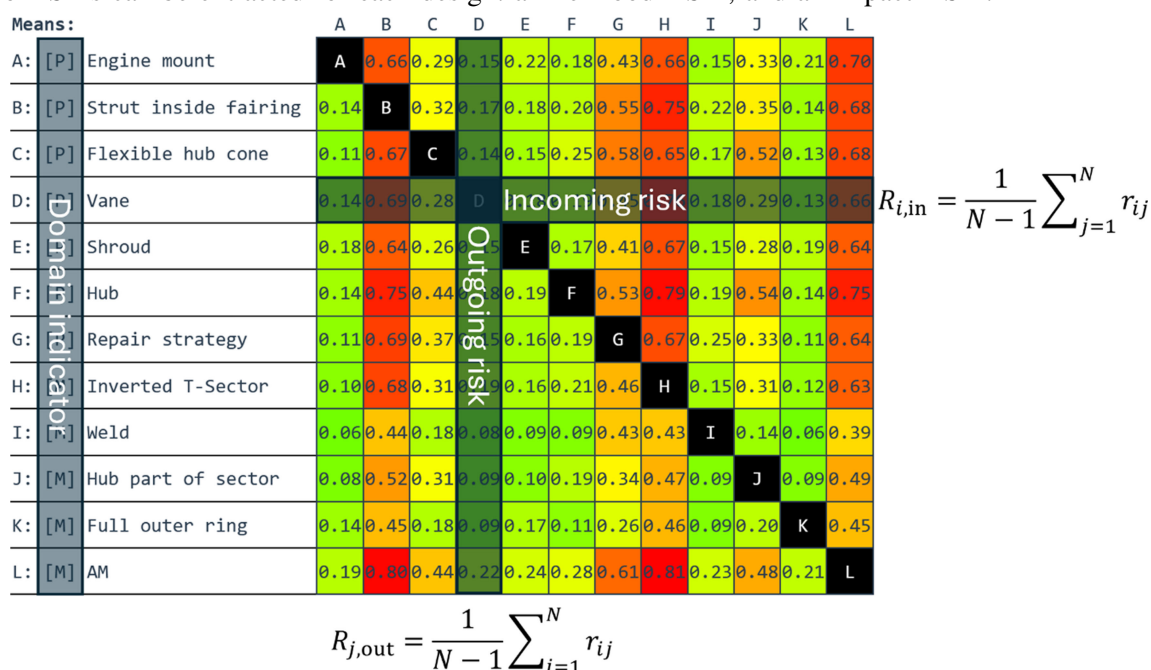 Means: A B C D E F G H I J K L
A: [P] Engine mount A 0.66 0.29 0.15 0.22 0.18 0.43 0.66 0.15 0.33 0.21 0.70
B: [P] Strut inside fairing 0.14 B 0.32 0.17 0.18 0.20 0.55 0.75 0.22 0.35 0.14 0.68
C: [P] Flexible hub cone 0.11 0.67 C 0.14 0.15 0.25 0.58 0.65 0.17 0.52 0.13 0.68
D: Vane 0.14 0.69 0.28 D Incoming risk 0.18 0.29 0.13 0.66
E: Shroud 0.18 0.64 0.26 E 0.17 0.41 0.67 0.15 0.28 0.19 0.64
F: Hub 0.14 0.75 0.44 0.19 F 0.53 0.79 0.19 0.54 0.14 0.75
G: Repair strategy 0.11 0.69 0.37 0.16 0.19 G 0.67 0.25 0.33 0.11 0.64
H: Inverted T-Sector 0.10 0.68 0.31 0.16 0.21 0.46 H 0.15 0.31 0.12 0.63
I: Weld 0.06 0.44 0.18 0.08 0.09 0.09 0.43 0.43 I 0.14 0.06 0.39
J: [M] Hub part of sector 0.08 0.52 0.31 0.09 0.10 0.19 0.34 0.47 0.09 J 0.09 0.49
K: [M] Full outer ring 0.14 0.45 0.18 0.09 0.17 0.11 0.26 0.46 0.09 0.20 K 0.45
L: [M] AM 0.19 0.80 0.44 0.22 0.24 0.28 0.61 0.81 0.23 0.48 0.21 L
Domain indicator
Outgoing risk
R_{i,in} = \frac{1}{N − 1} \sum_{j=1}^{N} r_{ij}
R_{j,out} = \frac{1}{N − 1} \sum_{i=1}^{N} r_{ij}